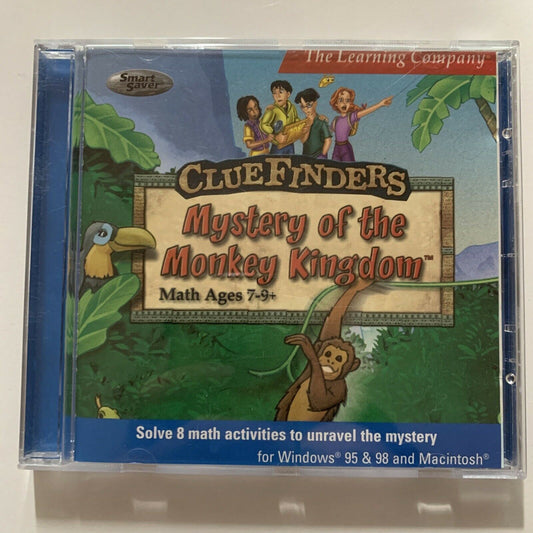 The Learning Company®
Smart
Saver
CLUEFINDERS
Mystery of the
Monkey Kingdom™
Math Ages 7-9+
Solve 8 math activities to unravel the mystery
for Windows® 95 & 98 and Macintosh®